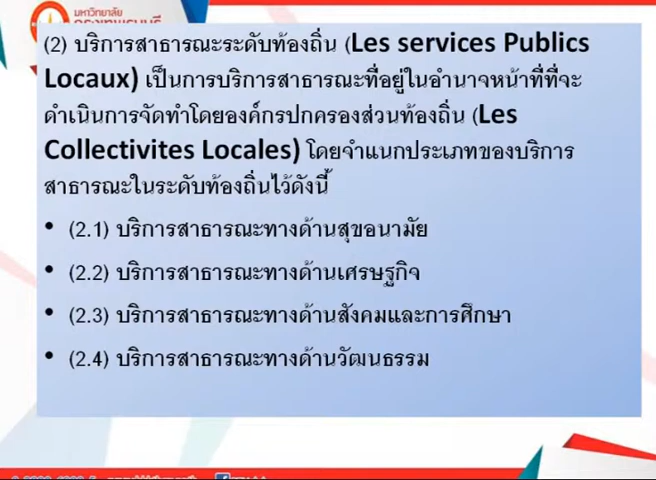 มหาวิทยาลัย
(2) บริการสาธารณะระดับท้องถิ่น (Les services Publics
Locaux) เป็นการบริการสาธารณะที่อยู่ในอำนาจหน้าที่ที่จะ
ดำเนินการจัดทำโดยองค์กรปกครองส่วนท้องถิ่น (Les
Collectivites Locales) โดยจำแนกประเภทของบริการ
สาธารณะในระดับท้องถิ่นไว้ดังนี้
• (2.1) บริการสาธารณะทางด้านสุขอนามัย
• (2.2) บริการสาธารณะทางด้านเศรษฐกิจ
• (2.3) บริการสาธารณะทางด้านสังคมและการศึกษา
• (2.4) บริการสาธารณะทางด้านวัฒนธรรม